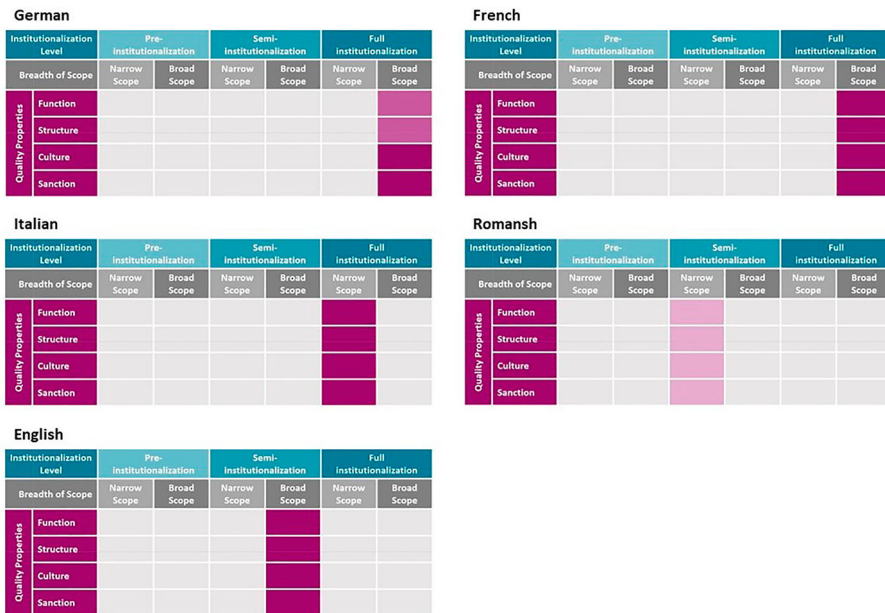 German
Institutionalization Level
Pre-institutionalization
Semi-institutionalization
Full institutionalization
Breadth of Scope
Narrow Scope
Broad Scope
Narrow Scope
Broad Scope
Narrow Scope
Broad Scope
Quality Properties
Function
Structure
Culture
Sanction
French
Institutionalization Level
Pre-institutionalization
Semi-institutionalization
Full institutionalization
Breadth of Scope
Narrow Scope
Broad Scope
Narrow Scope
Broad Scope
Narrow Scope
Broad Scope
Quality Properties
Function
Structure
Culture
Sanction
Italian
Institutionalization Level
Pre-institutionalization
Semi-institutionalization
Full institutionalization
Breadth of Scope
Narrow Scope
Broad Scope
Narrow Scope
Broad Scope
Narrow Scope
Broad Scope
Quality Properties
Function
Structure
Culture
Sanction
Romansh
Institutionalization Level
Pre-institutionalization
Semi-institutionalization
Full institutionalization
Breadth of Scope
Narrow Scope
Broad Scope
Narrow Scope
Broad Scope
Narrow Scope
Broad Scope
Quality Properties
Function
Structure
Culture
Sanction
English
Institutionalization Level
Pre-institutionalization
Semi-institutionalization
Full institutionalization
Breadth of Scope
Narrow Scope
Broad Scope
Narrow Scope
Broad Scope
Narrow Scope
Broad Scope
Quality Properties
Function
Structure
Culture
Sanction